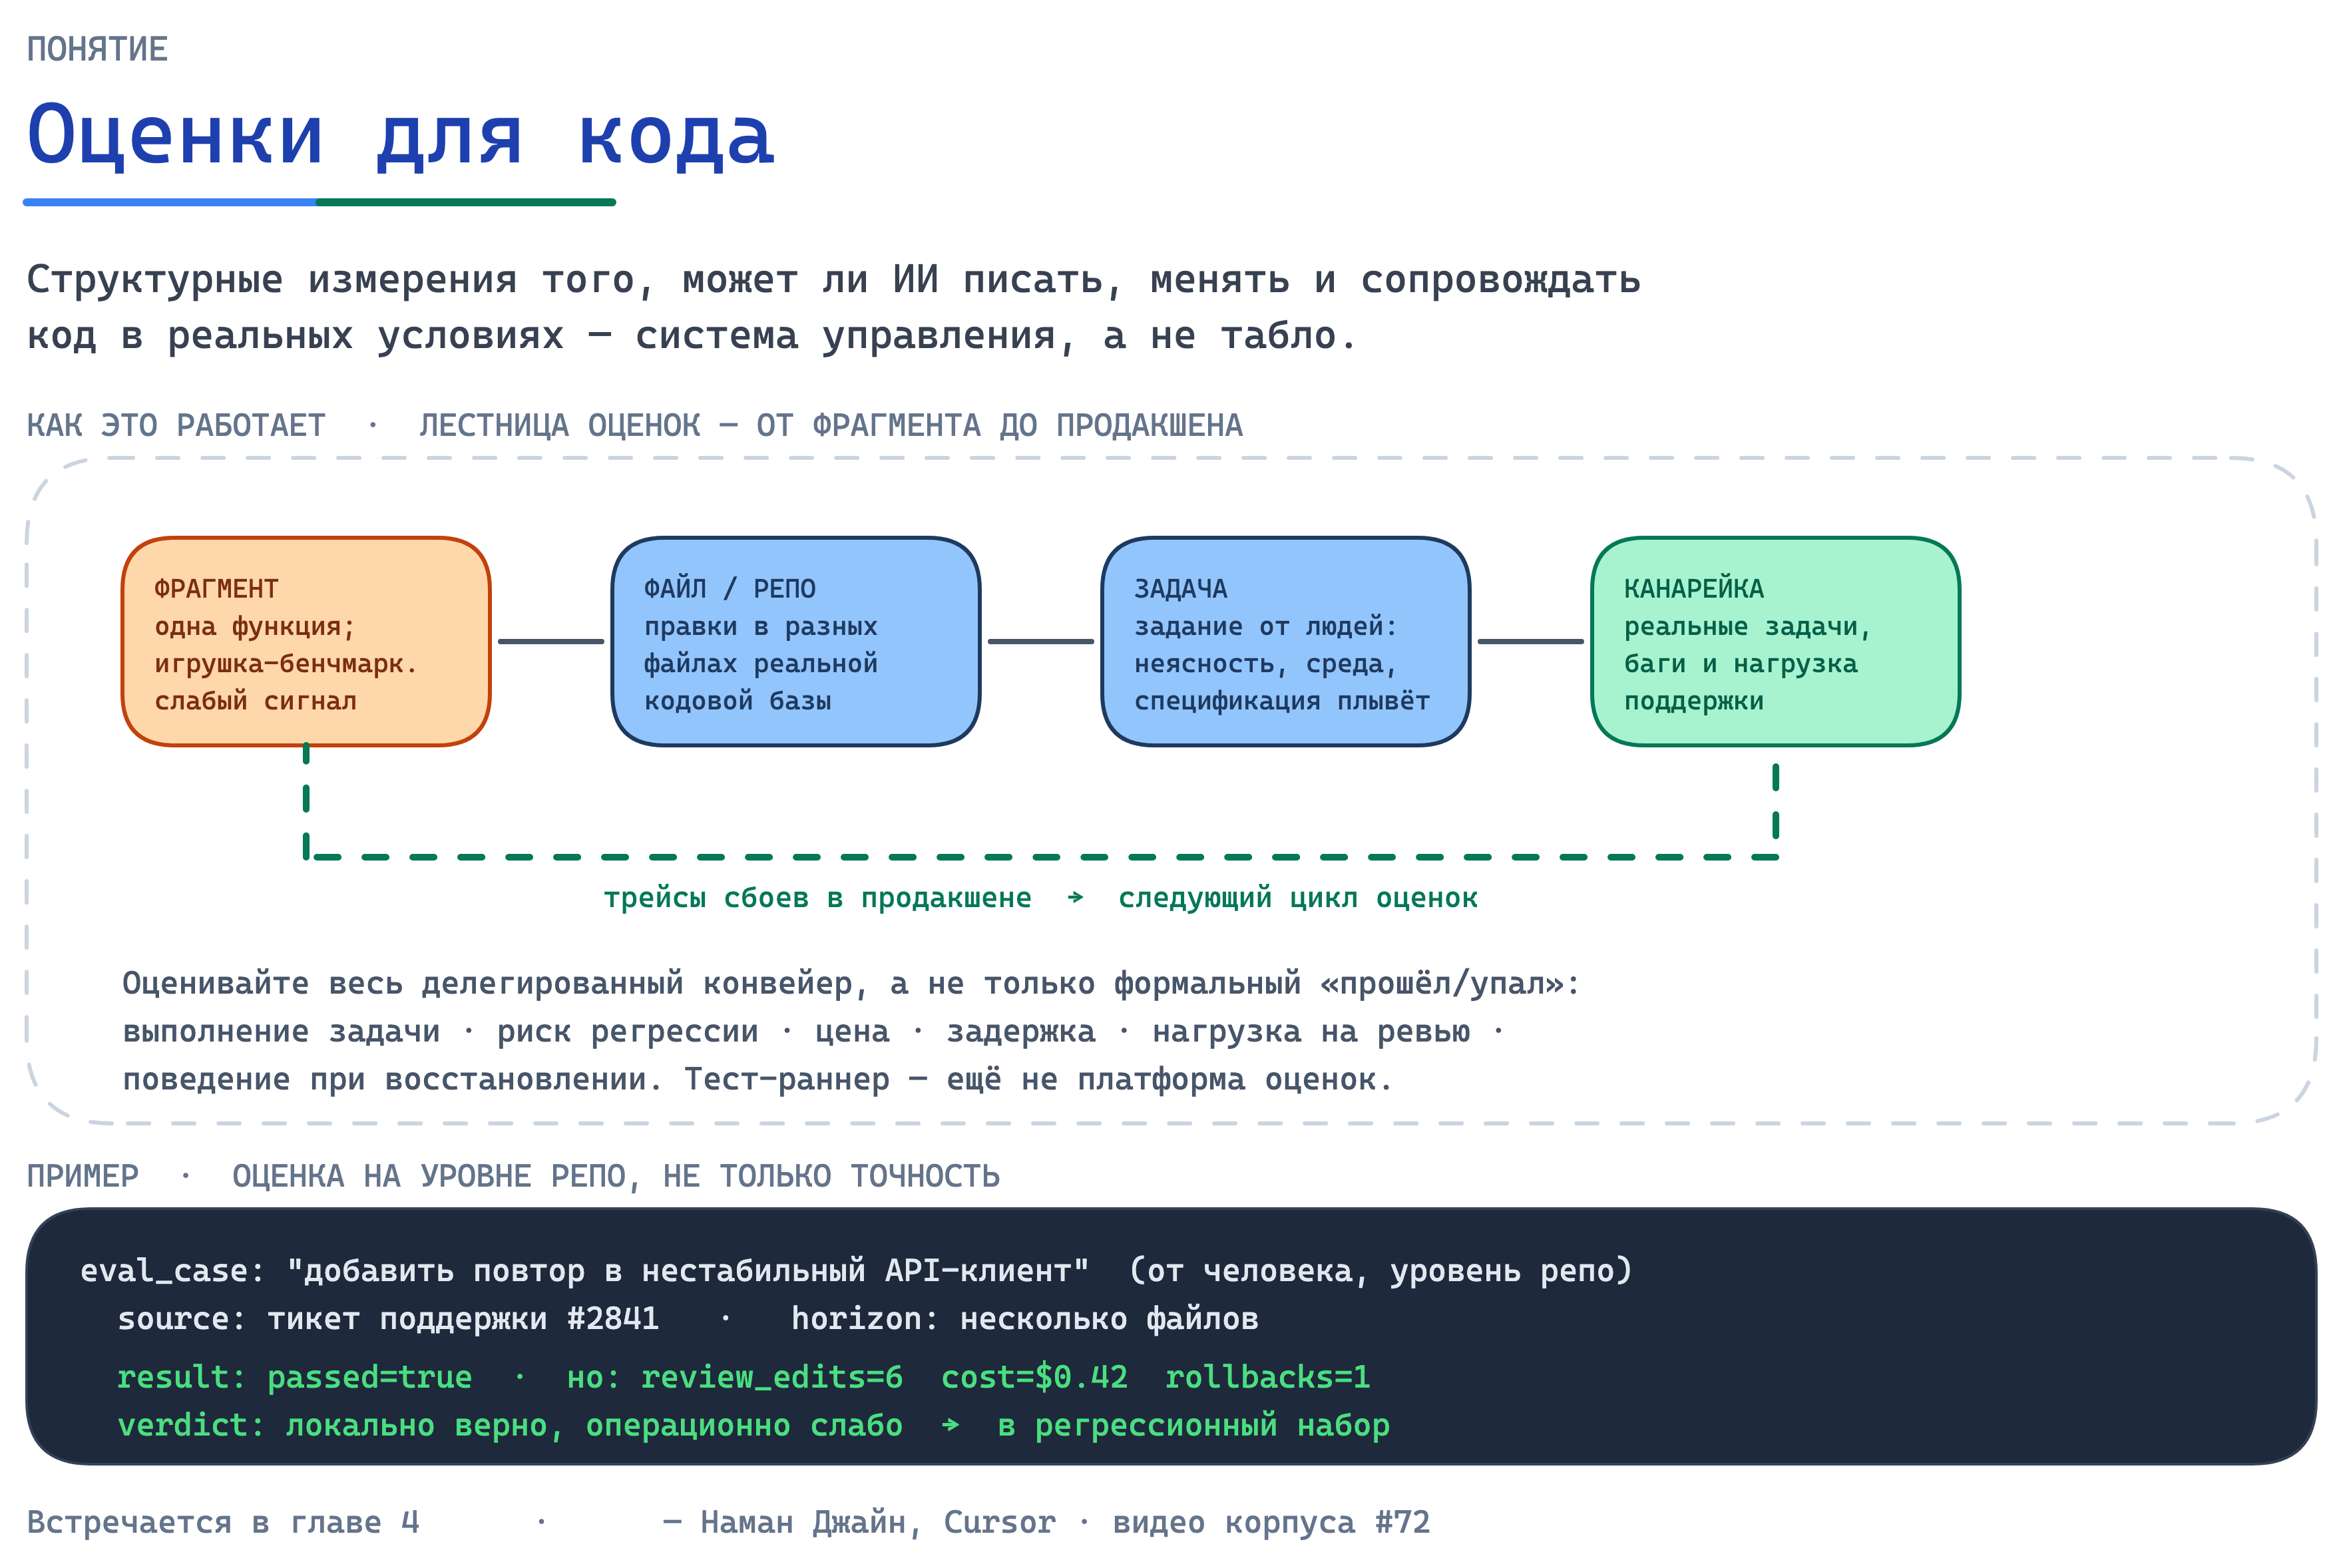 ПОНЯТИЕ
Оценки для кода
Структурные измерения того, может ли ИИ писать, менять и сопровождать
код в реальных условиях — система управления, а не табло.
КАК ЭТО РАБОТАЕТ · ЛЕСТНИЦА ОЦЕНОК — ОТ ФРАГМЕНТА ДО ПРОДАКШЕНА
ФРАГМЕНТ
одна функция;
игрушка-бенчмарк.
слабый сигнал
ФАЙЛ / РЕПО
правки в разных
файлах реальной
кодовой базы
ЗАДАЧА
задание от людей:
неясность, среда,
спецификация плывёт
КАНАРЕЙКА
реальные задачи,
баги и нагрузка
поддержки
трейсы сбоев в продакшене → следующий цикл оценок
Оценивайте весь делегированный конвейер, а не только формальный «прошёл/упал»:
выполнение задачи · риск регрессии · цена · задержка · нагрузка на ревью ·
поведение при восстановлении. Тест-раннер — ещё не платформа оценок.
ПРИМЕР · ОЦЕНКА НА УРОВНЕ РЕПО, НЕ ТОЛЬКО ТОЧНОСТЬ
eval_case: "добавить повтор в нестабильный API-клиент" (от человека, уровень репо)
source: тикет поддержки #2841 · horizon: несколько файлов
result: passed=true · но: review_edits=6 cost=$0.42 rollbacks=1
verdict: локально верно, операционно слабо → в регрессионный набор
Встречается в главе 4 · — Наман Джайн, Cursor · видео корпуса #72